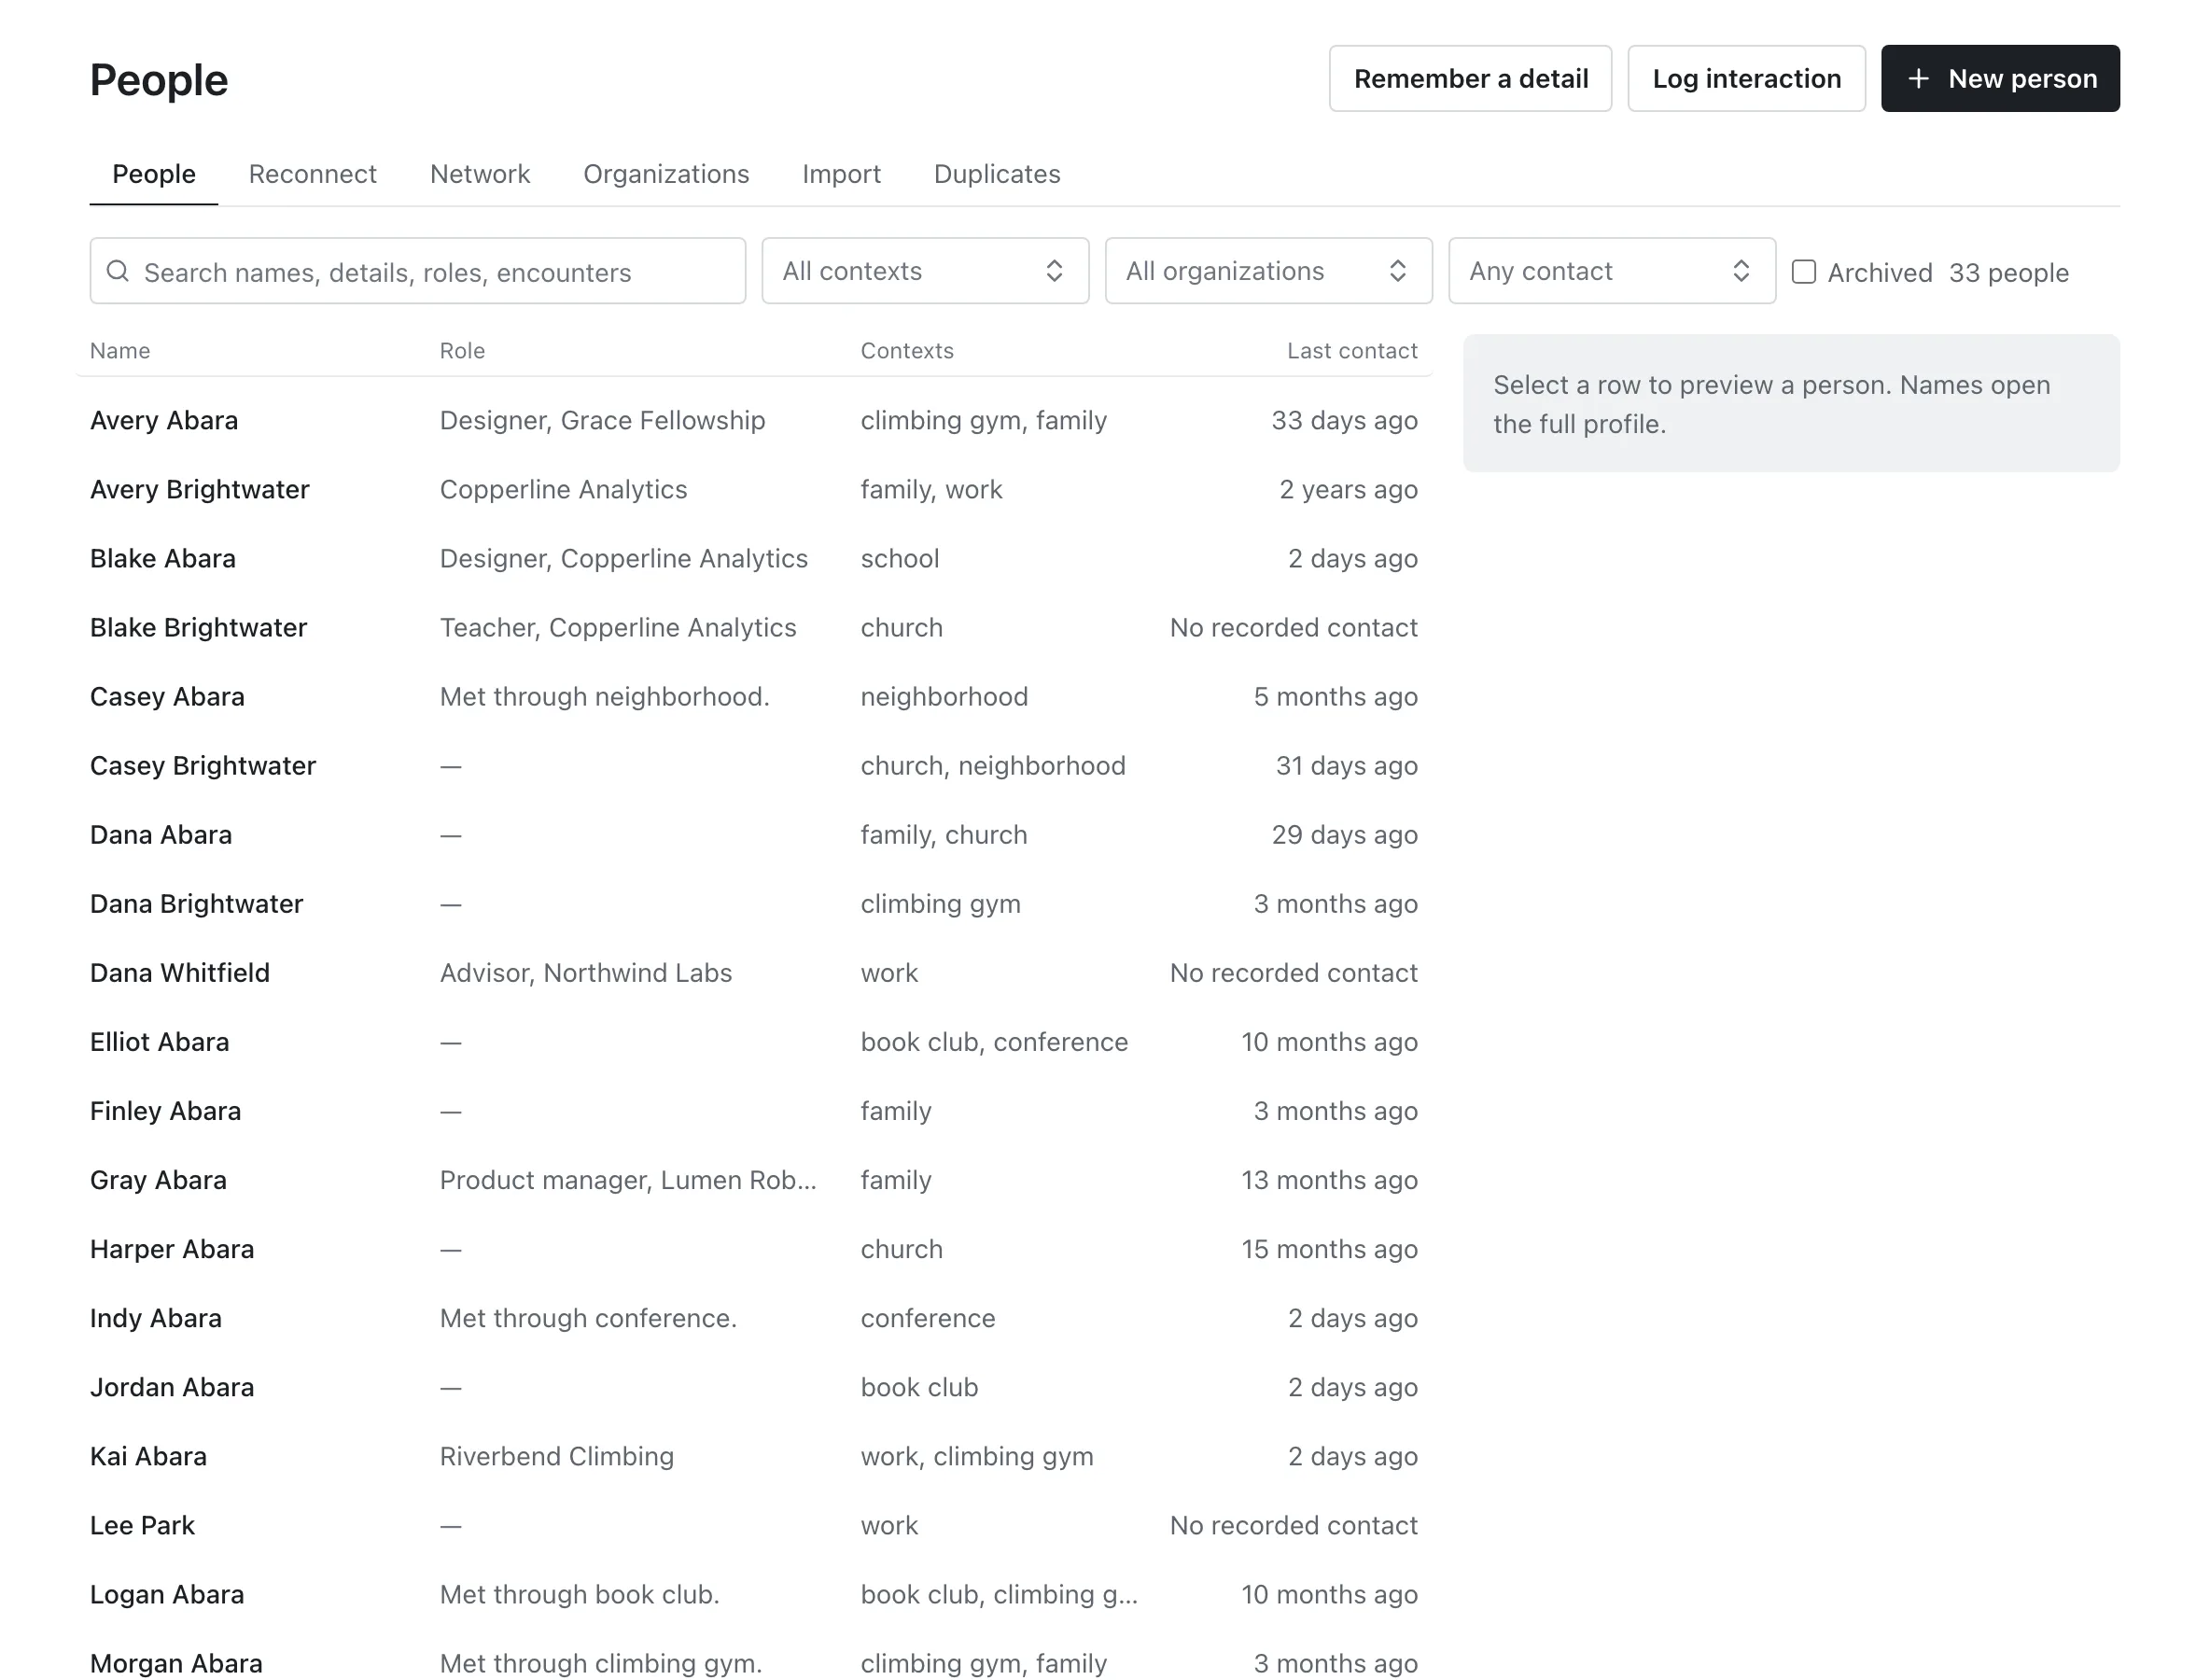 People
Remember a detail
Log interaction
+ New person
People Reconnect Network Organizations Import Duplicates
Search names, details, roles, encounters
All contexts
All organizations
Any contact
Archived 33 people
Name Role Contexts Last contact
Avery Abara Designer, Grace Fellowship climbing gym, family 33 days ago
Avery Brightwater Copperline Analytics family, work 2 years ago
Blake Abara Designer, Copperline Analytics school 2 days ago
Blake Brightwater Teacher, Copperline Analytics church No recorded contact
Casey Abara Met through neighborhood. neighborhood 5 months ago
Casey Brightwater — church, neighborhood 31 days ago
Dana Abara — family, church 29 days ago
Dana Brightwater — climbing gym 3 months ago
Dana Whitfield Advisor, Northwind Labs work No recorded contact
Elliot Abara — book club, conference 10 months ago
Finley Abara — family 3 months ago
Gray Abara Product manager, Lumen Rob... family 13 months ago
Harper Abara — church 15 months ago
Indy Abara Met through conference. conference 2 days ago
Jordan Abara — book club 2 days ago
Kai Abara Riverbend Climbing work, climbing gym 2 days ago
Lee Park — work No recorded contact
Logan Abara Met through book club. book club, climbing g... 10 months ago
Morgan Abara Met through climbing gym. climbing gym, family 3 months ago
Select a row to preview a person. Names open
the full profile.